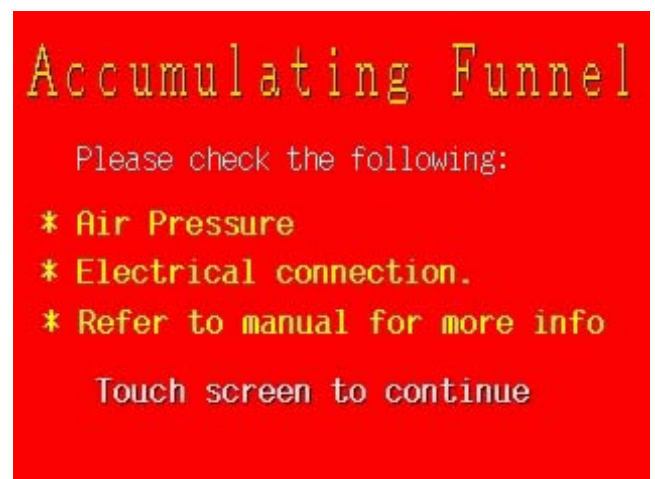 Accumulating Funnel
Please check the following:
* Air Pressure
* Electrical connection.
* Refer to manual for more info
Touch screen to continue